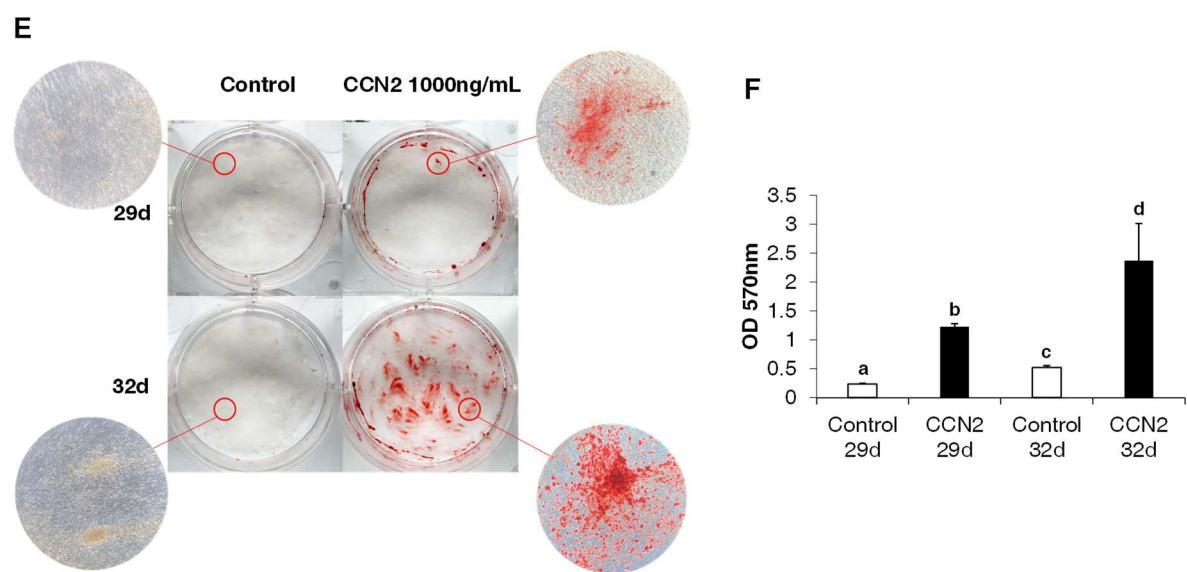 E
Control CCN2 1000ng/mL
29d
32d
F
OD 570nm
3.5
3
2.5
2
1.5
1
0.5
0
a
b
c
d
Control CCN2 Control CCN2
29d 29d 32d 32d